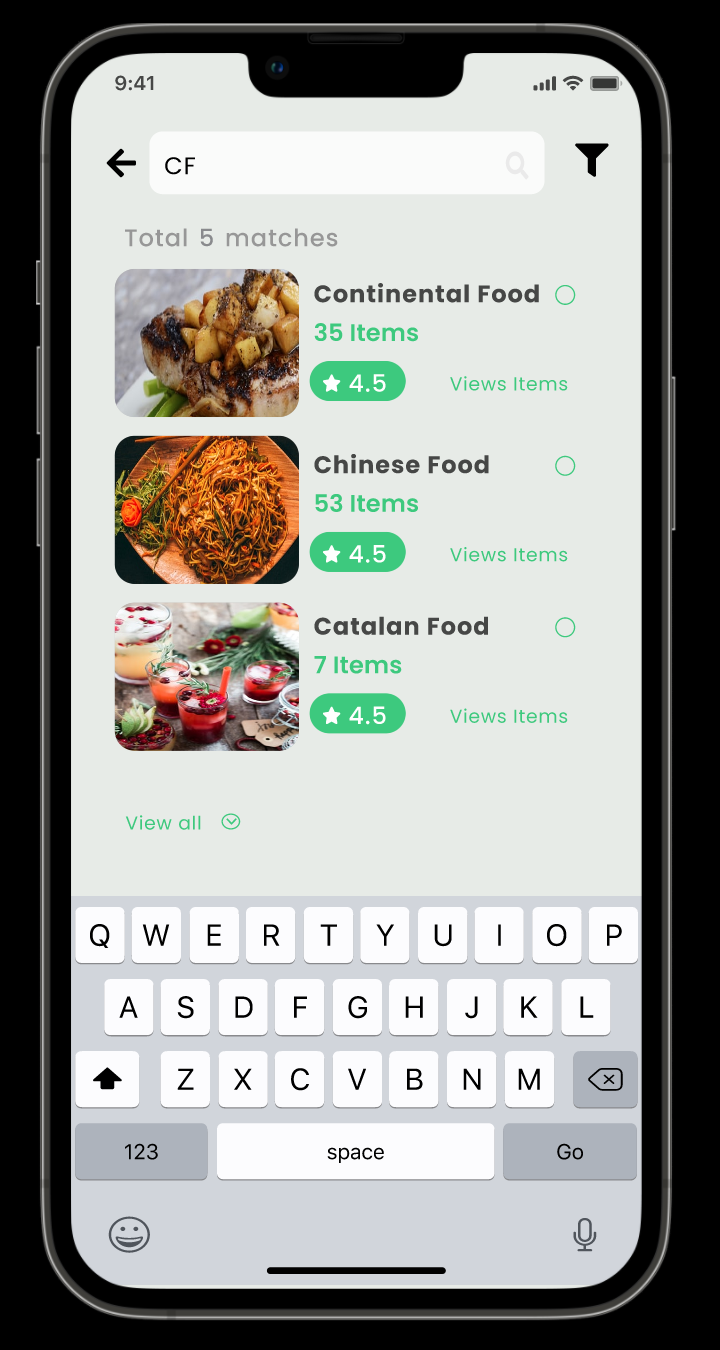 9:41
CF
Total 5 matches
Continental Food
35 Items
4.5
Views Items
Chinese Food
53 Items
4.5
Views Items
Catalan Food
7 Items
4.5
Views Items
View all
Q W E R T Y U I O P
A S D F G H J K L
Z X C V B N M
123 space Go